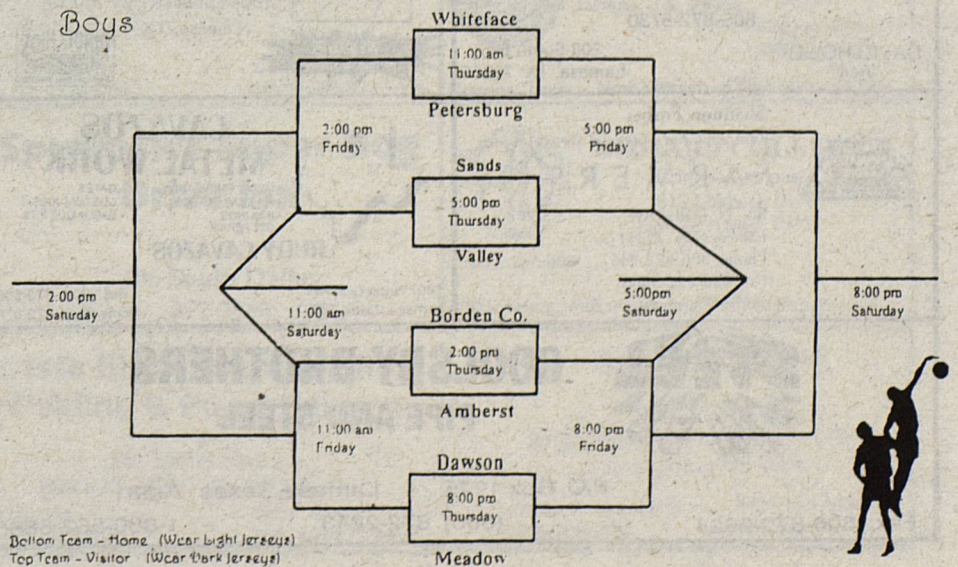 Boys
Whiteface
11:00 am
Thursday
Petersburg
2:00 pm
Friday
5:00 pm
Friday
Sands
5:00 pm
Thursday
Valley
2:00 pm
Saturday
11:00 am
Saturday
5:00pm
Saturday
8:00 pm
Saturday
Borden Co.
2:00 pm
Thursday
Amherst
11:00 am
Friday
8:00 pm
Friday
Dawson
8:00 pm
Thursday
Meadow
Bottom Team - Home (Wear Light Jerseys)
Top Team - Visitor (Wear Dark Jerseys)